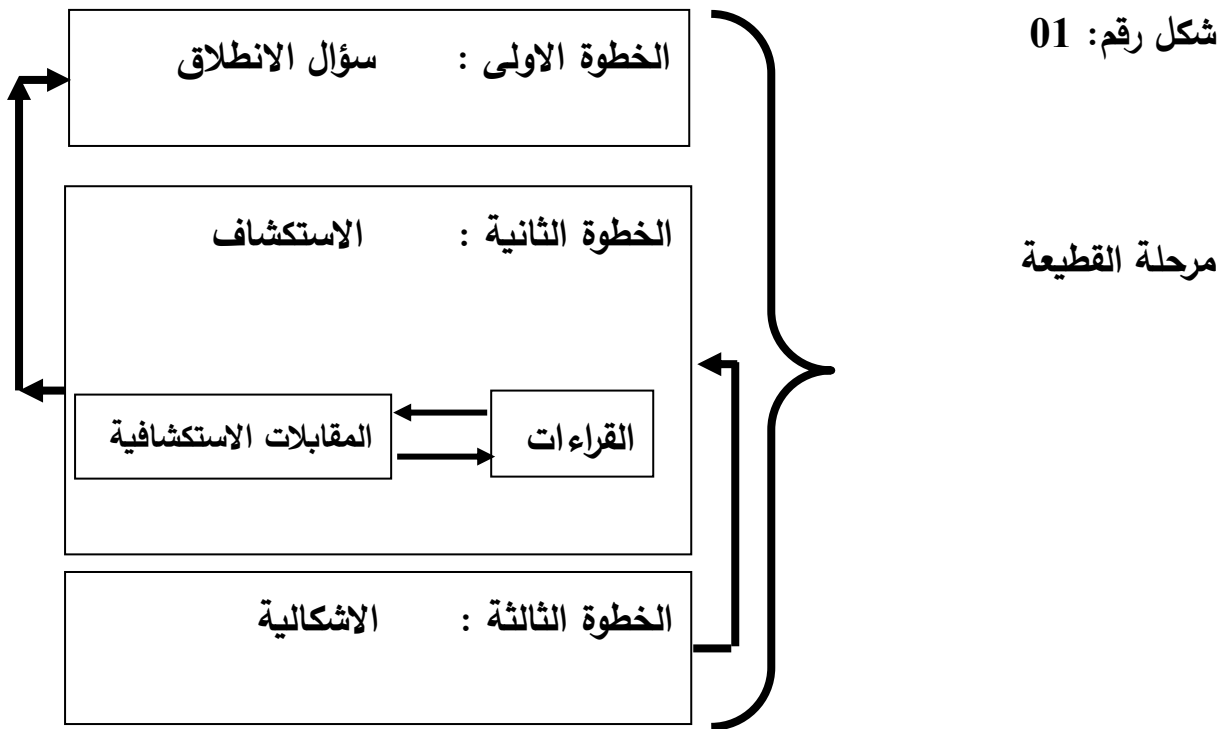 شكل رقم: 01
الخطوة الاولى : سؤال الانطلاق
الخطوة الثانية : الاستكشاف
مرحلة القطيعة
القراءات
المقابلات الاستكشافية
الخطوة الثالثة : الاشكالية